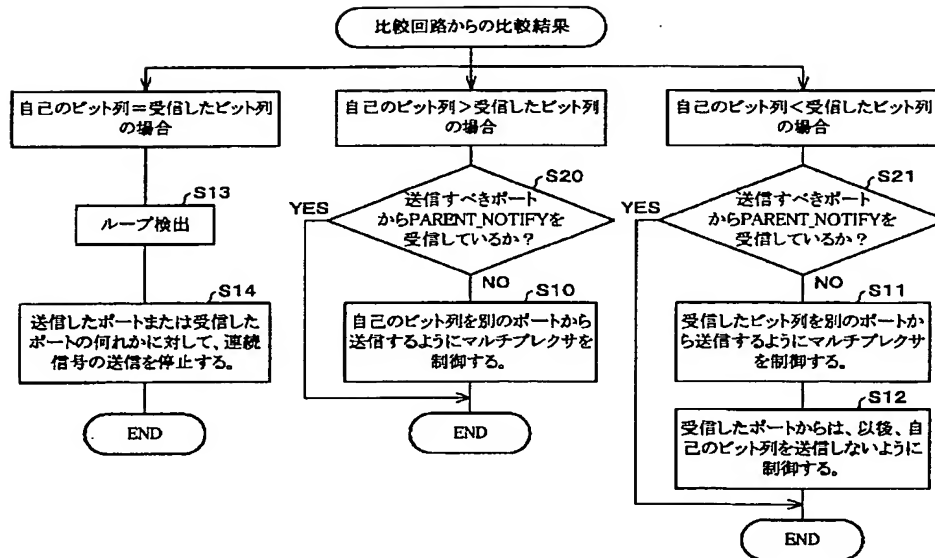 比較回路からの比較結果
自己のビット列＝受信したビット列
の場合
S13
ループ検出
S14
送信したポートまたは受信した
ポートの何れかに対して、連続
信号の送信を停止する。
END
自己のビット列＞受信したビット列
の場合
S20
YES
送信すべきポート
からPARENT_NOTIFYを
受信しているか？
NO
S10
自己のビット列を別のポートから
送信するようにマルチプレクサを
制御する。
END
自己のビット列＜受信したビット列
の場合
S21
YES
送信すべきポート
からPARENT_NOTIFYを
受信しているか？
NO
S11
受信したビット列を別のポートか
ら送信するようにマルチプレクサ
を制御する。
S12
受信したポートからは、以後、自
己のビット列を送信しないように
制御する。
END